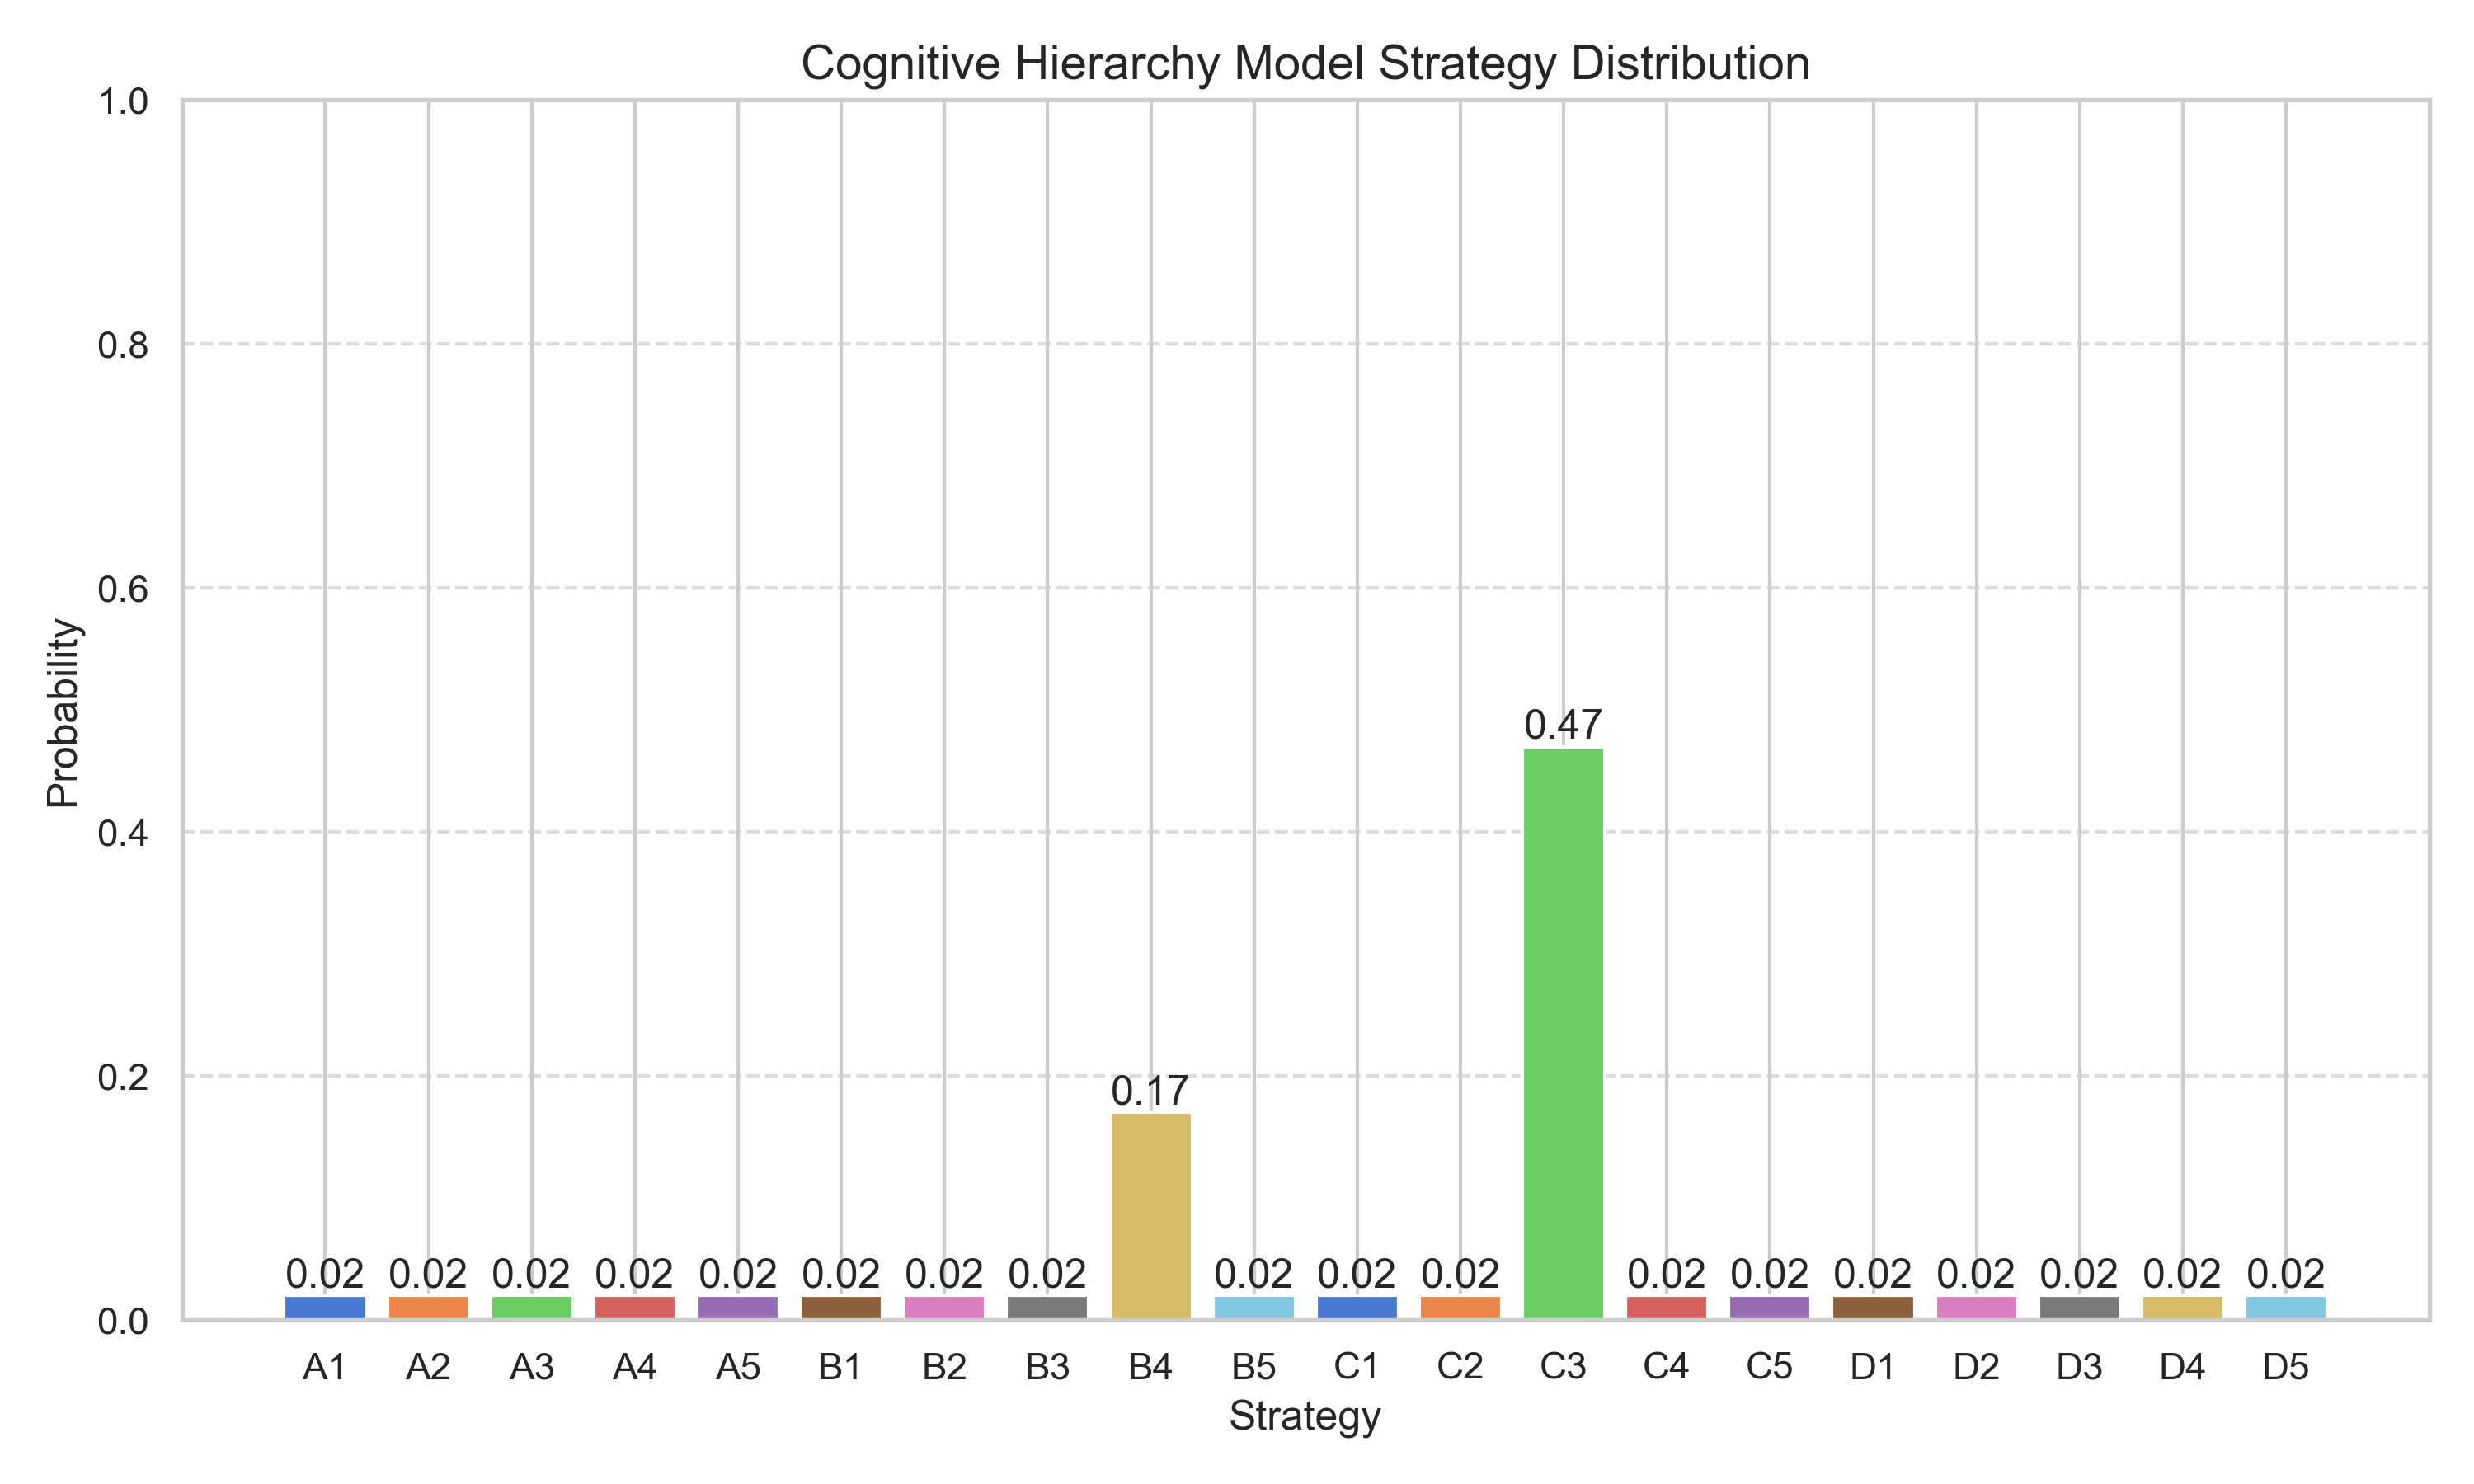 Cognitive Hierarchy Model Strategy Distribution
1.0
0.8
0.6
0.4
0.2
0.0
Probability
0.47
0.17
0.02 0.02 0.02 0.02 0.02 0.02 0.02 0.02 0.02 0.02 0.02 0.02 0.02 0.02 0.02 0.02 0.02 0.02
A1 A2 A3 A4 A5 B1 B2 B3 B4 B5 C1 C2 C3 C4 C5 D1 D2 D3 D4 D5
Strategy